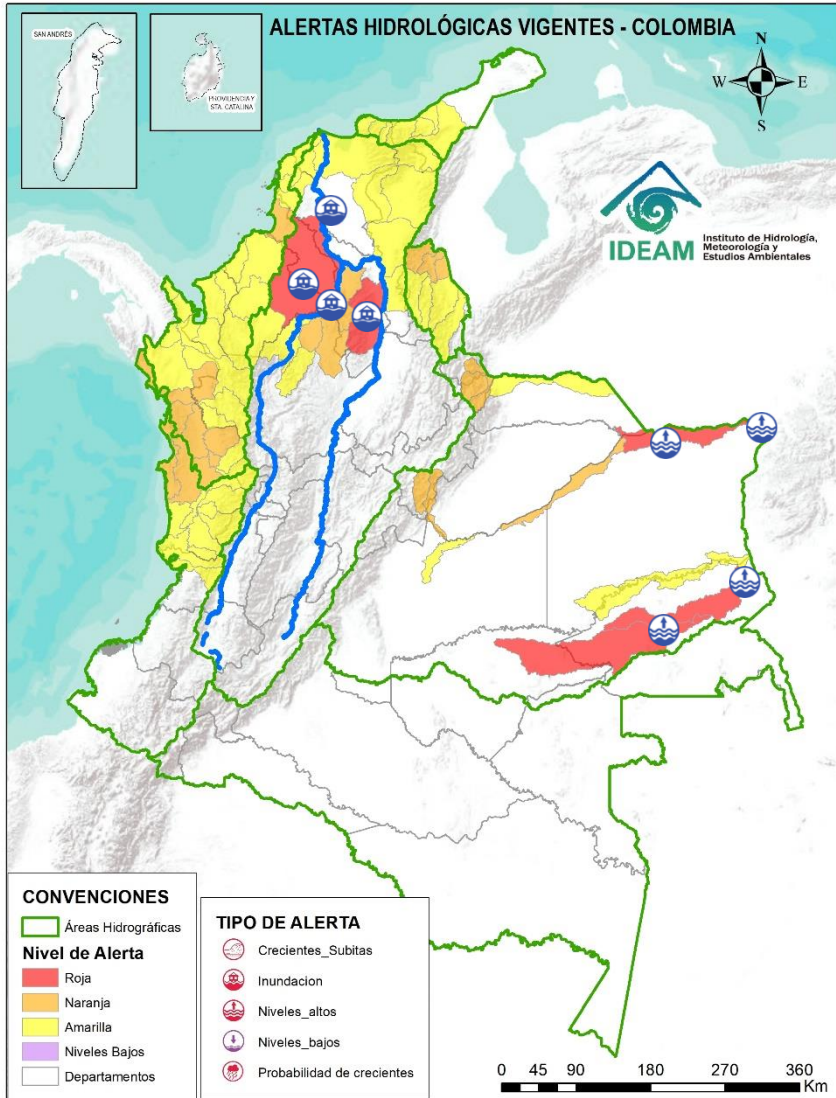 ALERTAS HIDROLÓGICAS VIGENTES - COLOMBIA
SAN ANDRÉS
PROVIDENCIA Y
STA. CATALINA
N
W
E
S
IDEAM
Instituto de Hidrología,
Meteorología y
Estudios Ambientales
CONVENCIONES
Áreas Hidrográficas
Nivel de Alerta
Roja
Naranja
Amarilla
Niveles Bajos
Departamentos
TIPO DE ALERTA
Crecientes_Subitas
Inundacion
Niveles_altos
Niveles_bajos
Probabilidad de crecientes
0 45 90 180 270 360
Km